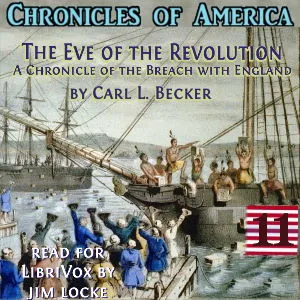 Chronicles of America
The Eve of the Revolution
A Chronicle of the Breach with England
by Carl L. Becker
11
read for
LibriVox by
Jim Locke